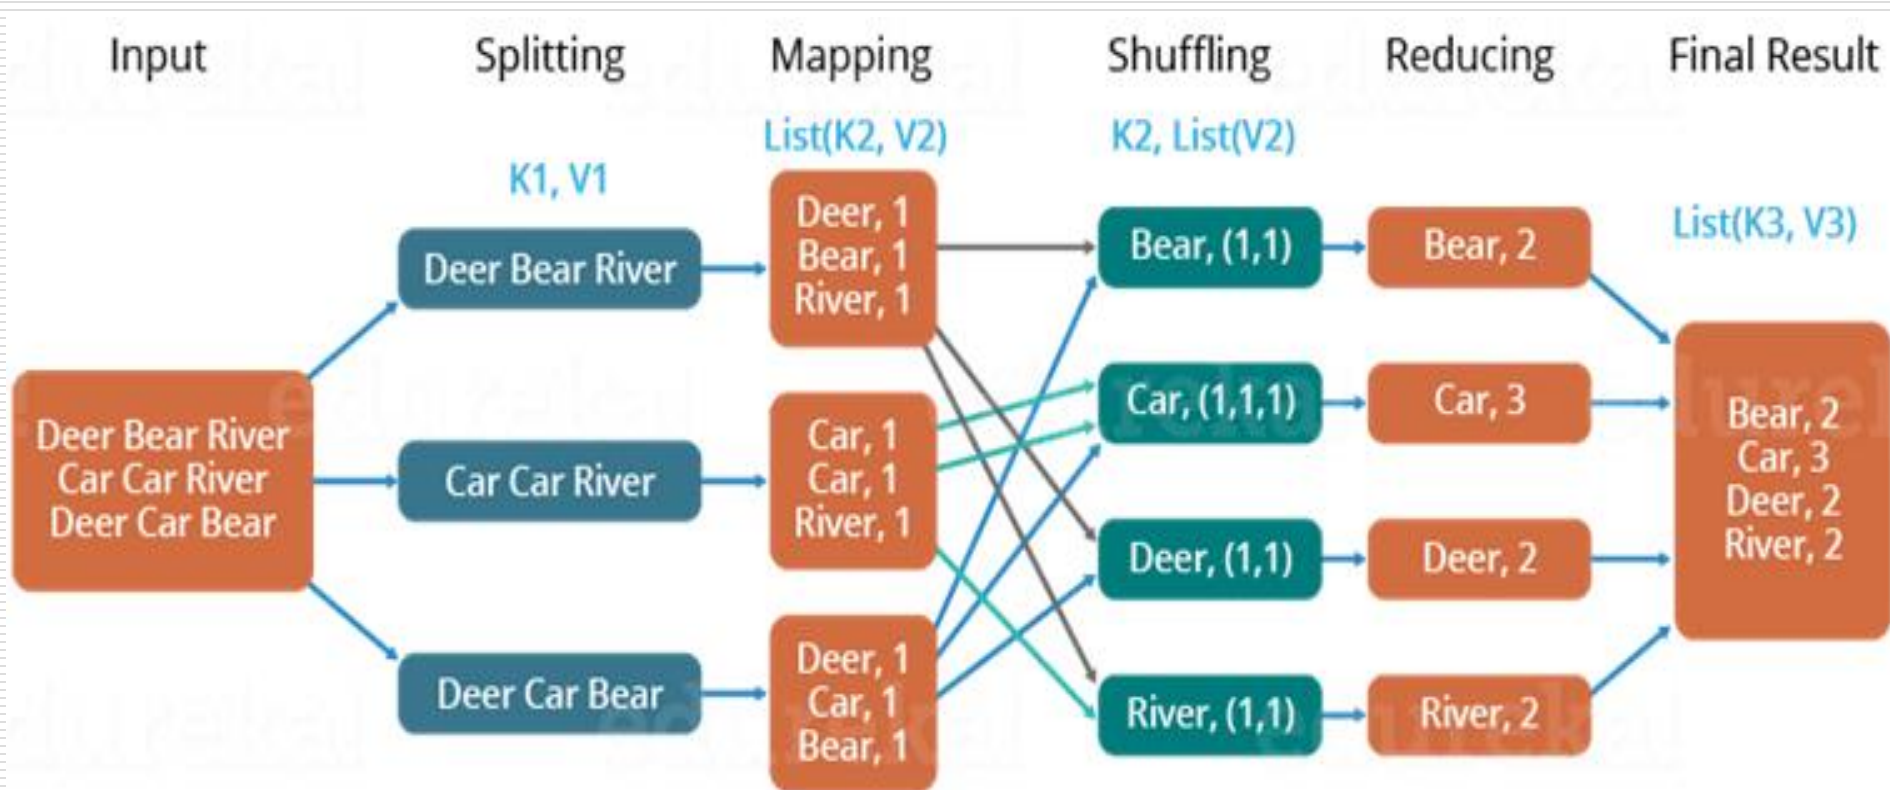 Input
Splitting
Mapping
Shuffling
Reducing
Final Result
K1, V1
List(K2, V2)
K2, List(V2)
List(K3, V3)
Deer Bear River
Car Car River
Deer Car Bear
Deer Bear River
Car Car River
Deer Car Bear
Deer, 1
Bear, 1
River, 1
Car, 1
Car, 1
River, 1
Deer, 1
Car, 1
Bear, 1
Bear, (1,1)
Car, (1,1,1)
Deer, (1,1)
River, (1,1)
Bear, 2
Car, 3
Deer, 2
River, 2
Bear, 2
Car, 3
Deer, 2
River, 2